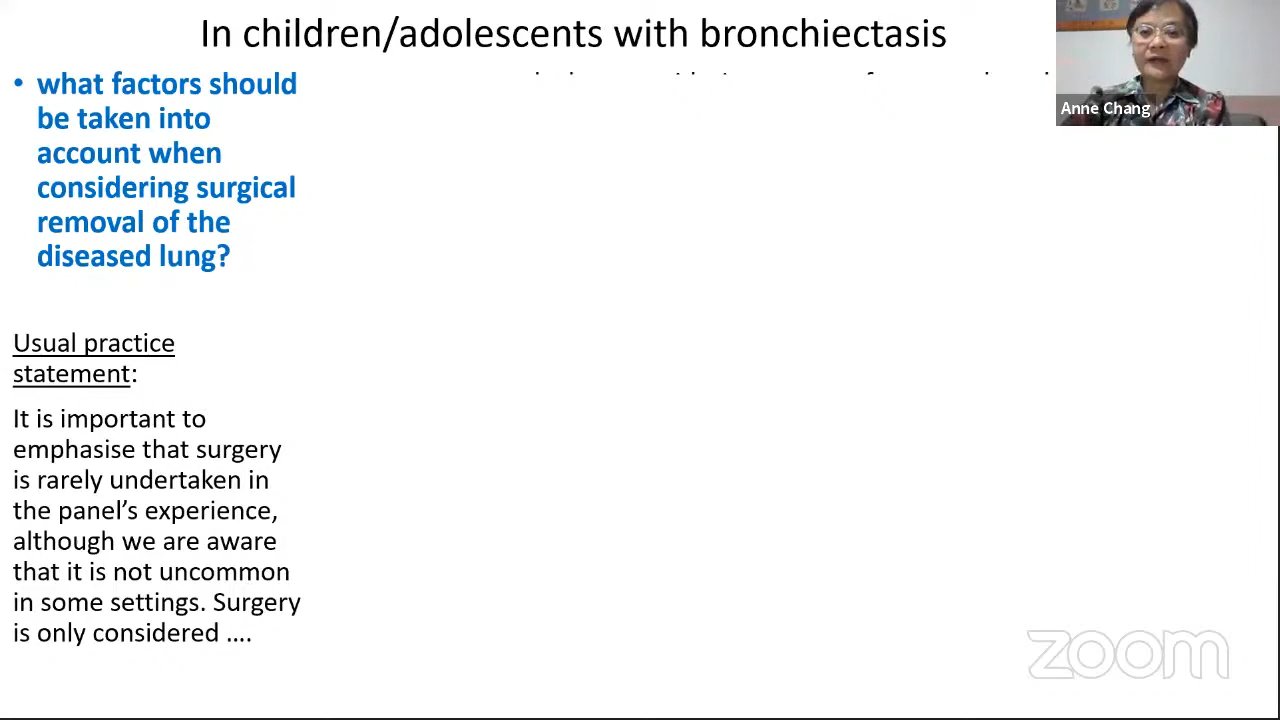 In children/adolescents with bronchiectasis
• what factors should
be taken into
account when
considering surgical
removal of the
diseased lung?
Usual practice
statement:
It is important to
emphasise that surgery
is rarely undertaken in
the panel’s experience,
although we are aware
that it is not uncommon
in some settings. Surgery
is only considered ….
Anne Chang
zoom